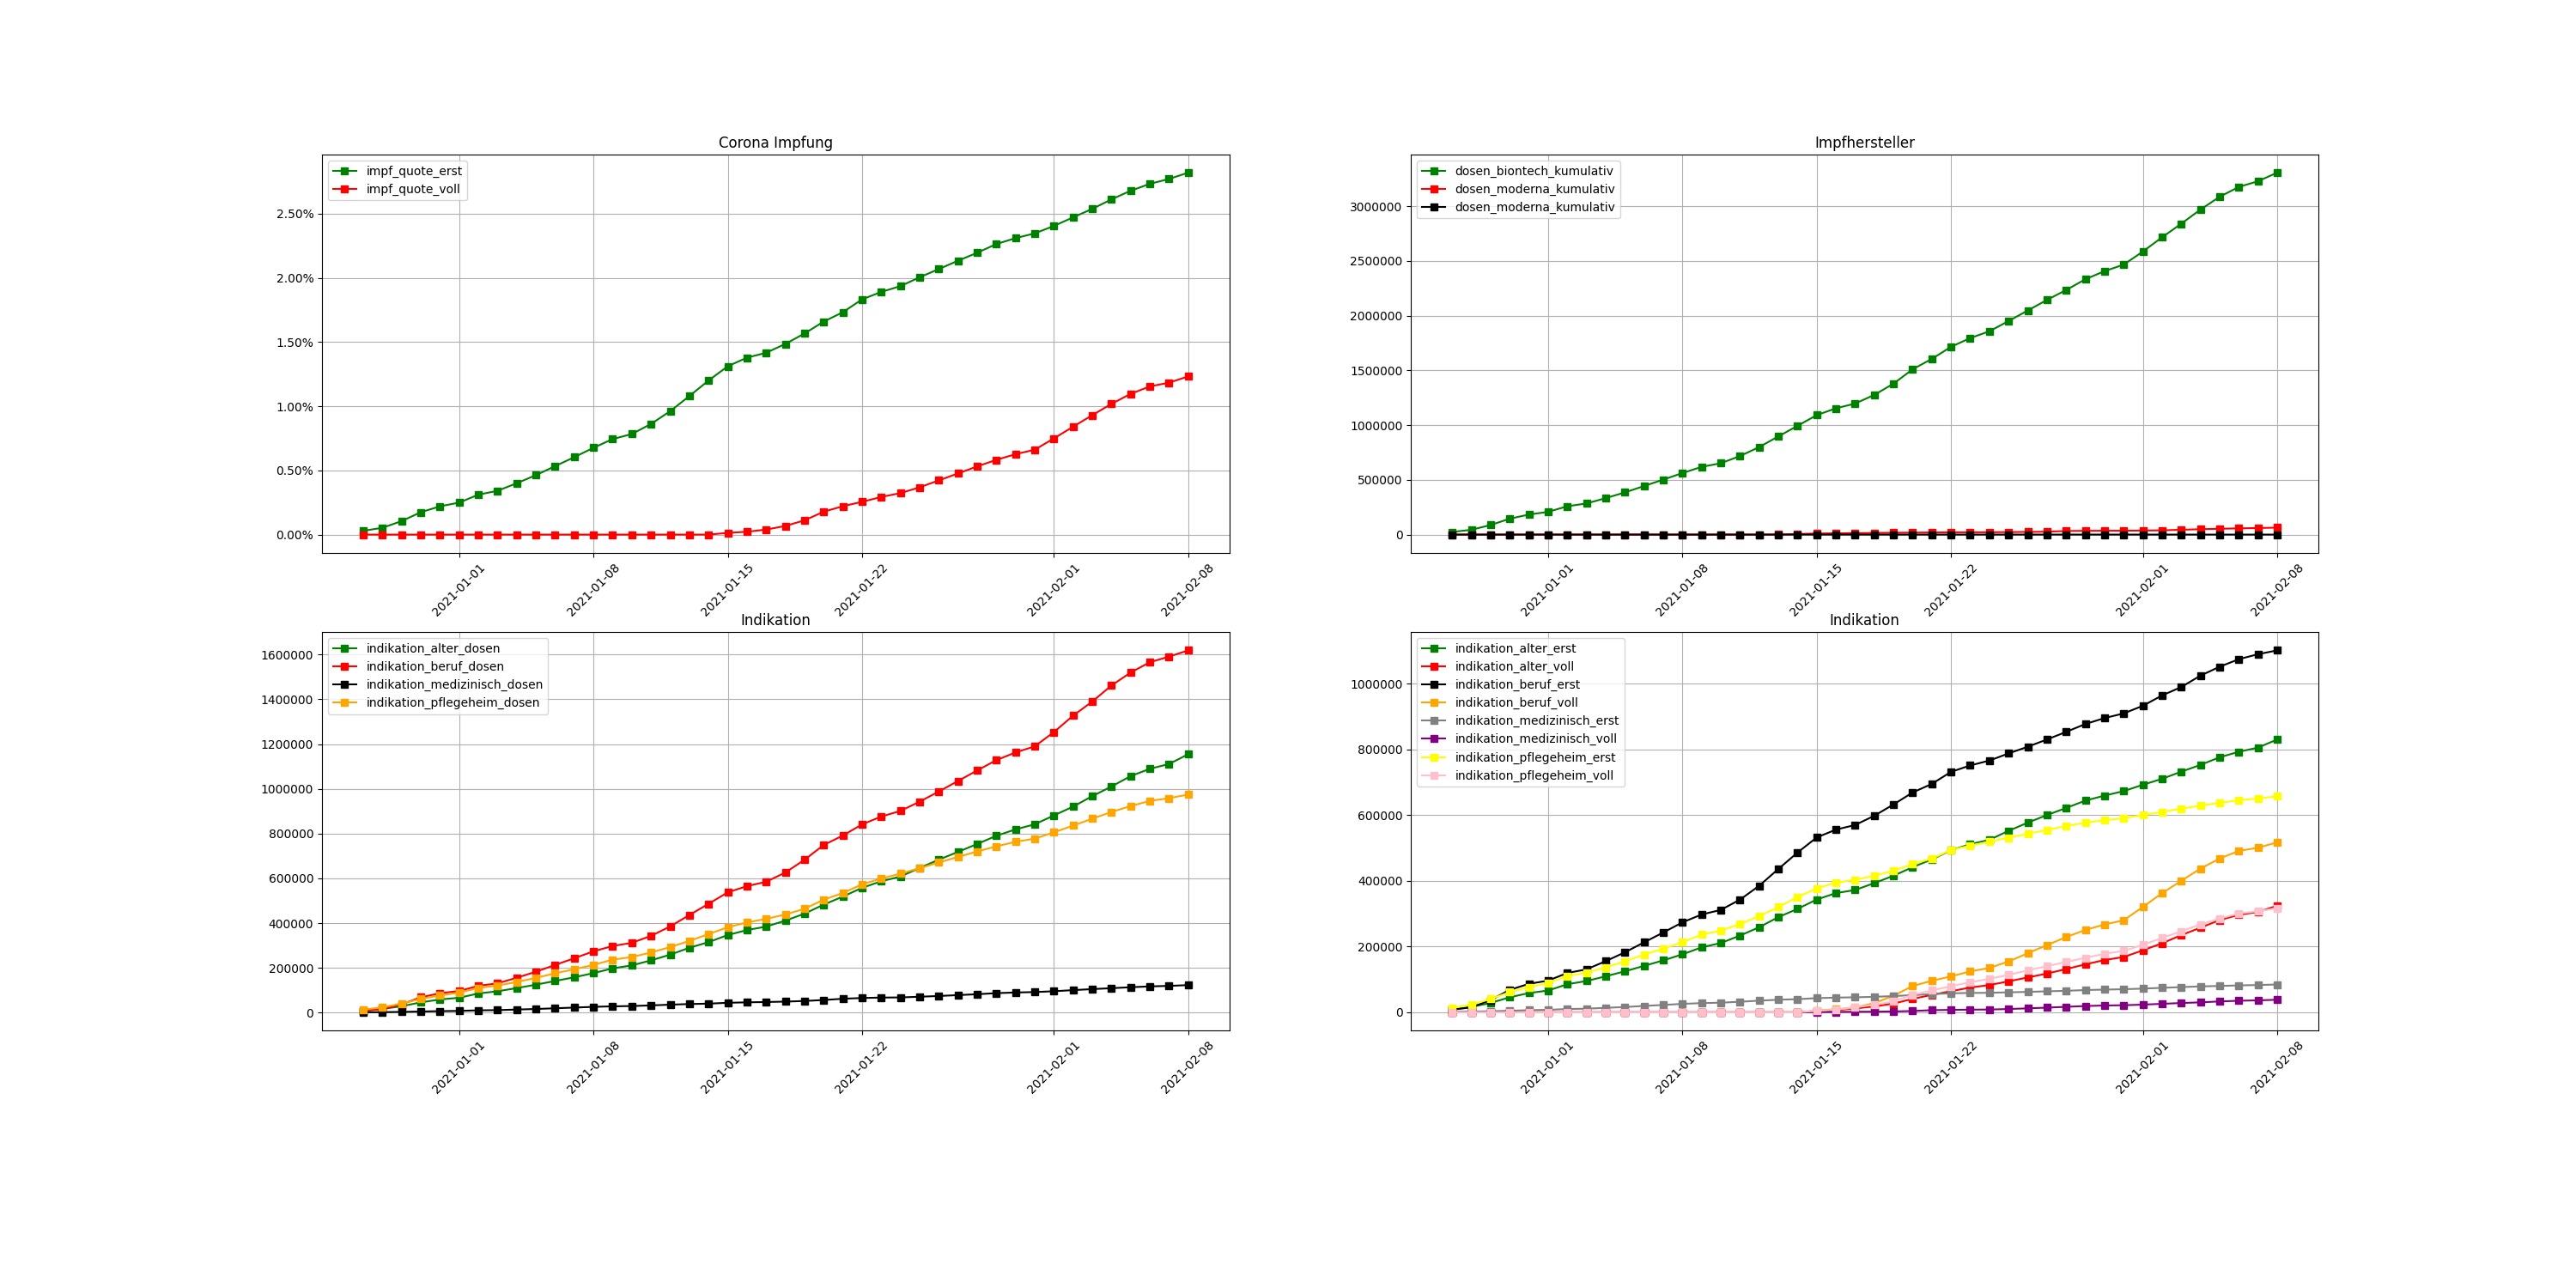 Corona Impfung
impf_quote_erst
impf_quote_voll
2.50%
2.00%
1.50%
1.00%
0.50%
0.00%
2021-01-01
2021-01-08
2021-01-15
2021-01-22
2021-02-01
2021-02-08
Impfhersteller
dosen_biontech_kumulativ
dosen_moderna_kumulativ
dosen_moderna_kumulativ
3000000
2500000
2000000
1500000
1000000
500000
0
2021-01-01
2021-01-08
2021-01-15
2021-01-22
2021-02-01
2021-02-08
Indikation
indikation_alter_dosen
indikation_beruf_dosen
indikation_medizinisch_dosen
indikation_pflegeheim_dosen
1600000
1400000
1200000
1000000
800000
600000
400000
200000
0
2021-01-01
2021-01-08
2021-01-15
2021-01-22
2021-02-01
2021-02-08
Indikation
indikation_alter_erst
indikation_alter_voll
indikation_beruf_erst
indikation_beruf_voll
indikation_medizinisch_erst
indikation_medizinisch_voll
indikation_pflegeheim_erst
indikation_pflegeheim_voll
1000000
800000
600000
400000
200000
0
2021-01-01
2021-01-08
2021-01-15
2021-01-22
2021-02-01
2021-02-08